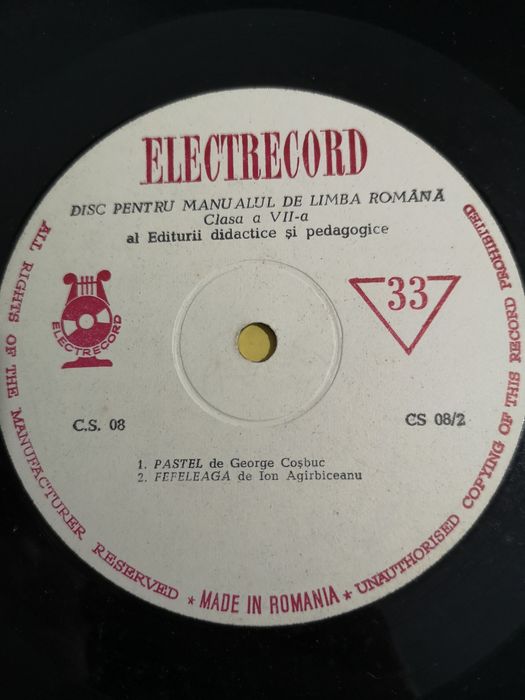 ELECTRECORD
DISC PENTRU MANUALUL DE LIMBA ROMÂNĂ
Clasa a VII-a
al Editurii didactice și pedagogice
ELECTRECORD
33
C.S. 08
CS 08/2
1. PASTEL de George Coșbuc
2. FEFELEAGA de Ion Agîrbiceanu
ALL RIGHTS OF THE MANUFACTURER RESERVED * MADE IN ROMANIA * UNAUTHORISED COPYING OF THIS RECORD PROHIBITED